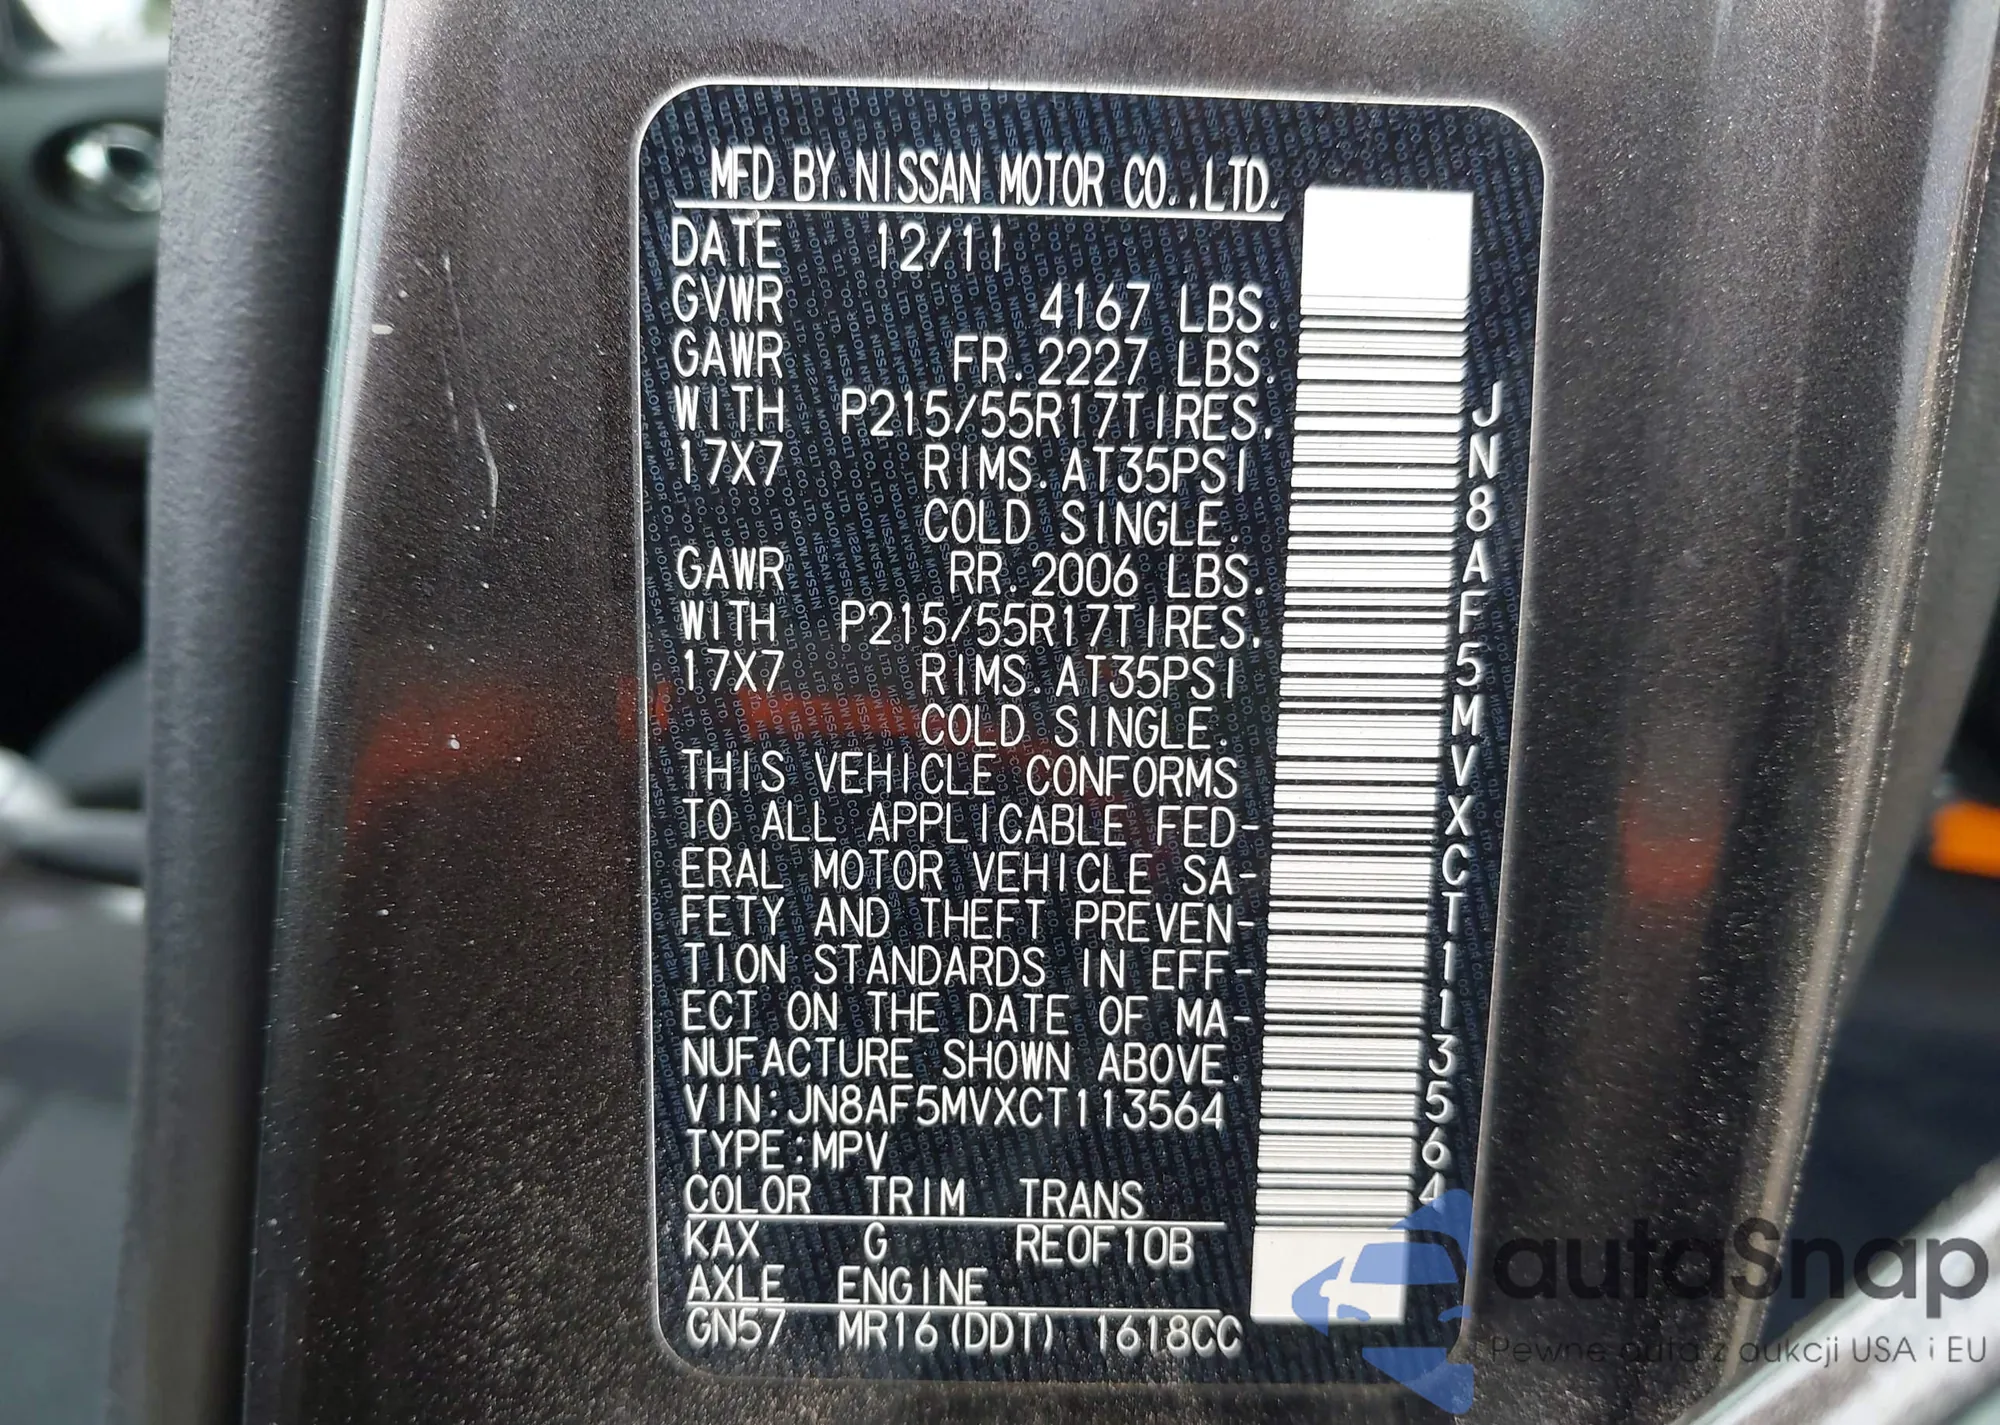 MFD BY.NISSAN MOTOR CO.,LTD.
DATE 12/11
GVWR 4167 LBS.
GAWR FR.2227 LBS.
WITH P215/55R17TIRES.
17X7 RIMS.AT35PSI
COLD SINGLE.
GAWR RR.2006 LBS.
WITH P215/55R17TIRES.
17X7 RIMS.AT35PSI
COLD SINGLE.
THIS VEHICLE CONFORMS
TO ALL APPLICABLE FED-
ERAL MOTOR VEHICLE SA-
FETY AND THEFT PREVEN-
TION STANDARDS IN EFF-
ECT ON THE DATE OF MA-
NUFACTURE SHOWN ABOVE.
VIN:JN8AF5MVXCT113564
TYPE:MPV
COLOR TRIM TRANS
KAX G RE0F10B
AXLE ENGINE
GN57 MR16(DDT) 1618CC
JN8AF5MVXCT113564
autaSnap
Pewne auta z aukcji USA i EU